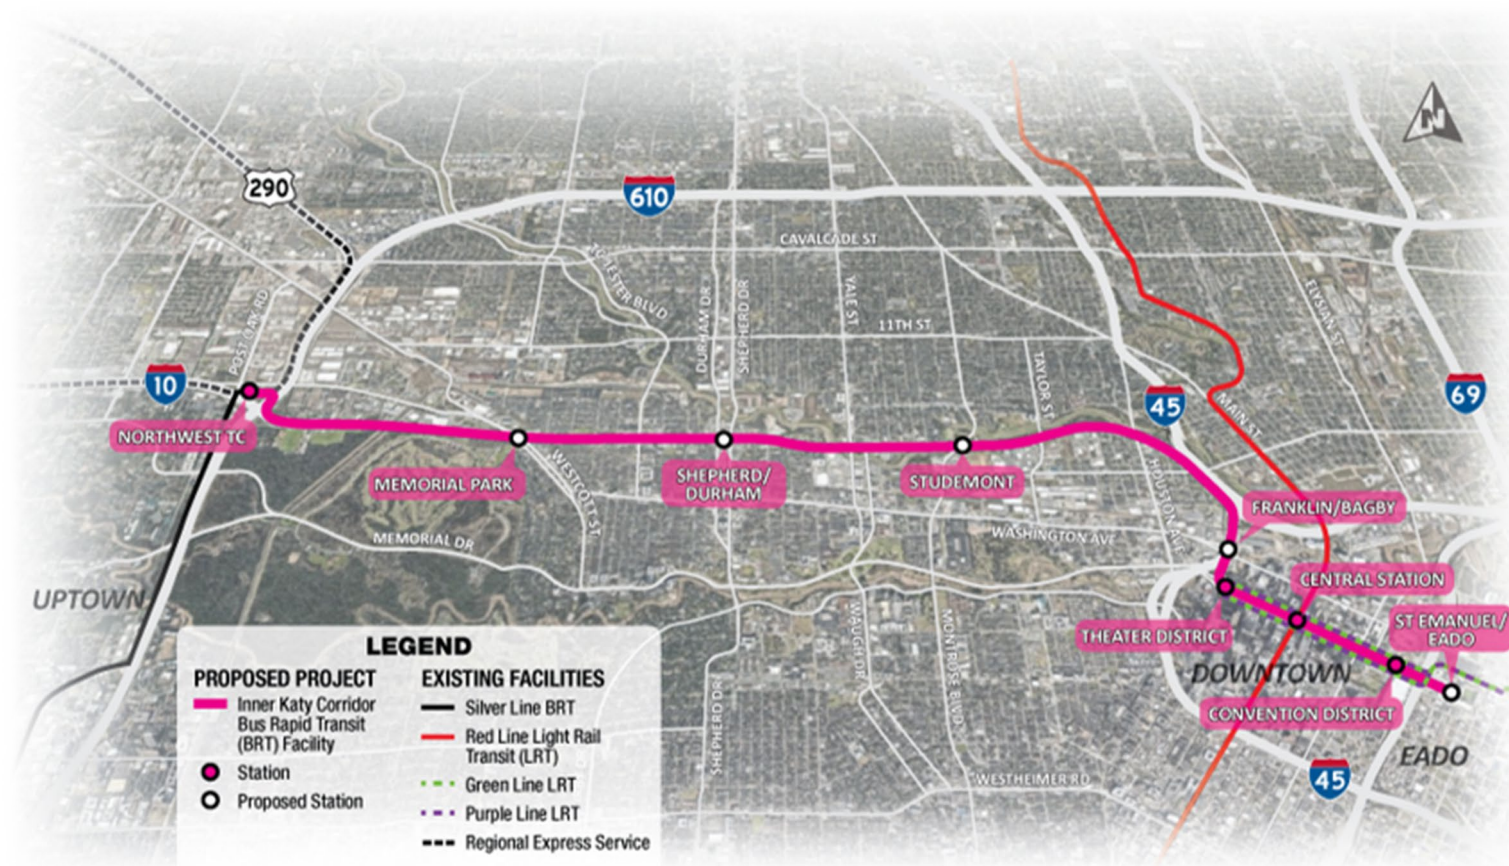 N
290
610
CAVALCADE ST
TC JESTER BLVD
POST OAK RD
DURHAM DR
SHEPHERD DR
YALE ST
11TH ST
ELYSIAN ST
10
TAYLOR ST
45
MAIN ST
69
NORTHWEST TC
MEMORIAL PARK
WESTCOTT ST
SHEPHERD/
DURHAM
STUDEMONT
HOUSTON AVE
FRANKLIN/BAGBY
MEMORIAL DR
WASHINGTON AVE
UPTOWN
CENTRAL STATION
ST EMANUEL/
EADO
THEATER DISTRICT
WAUGH DR
MONTROSE BLVD
DOWNTOWN
CONVENTION DISTRICT
SHEPHERD DR
EADO
WESTHEIMER RD
45
LEGEND
PROPOSED PROJECT
Inner Katy Corridor
Bus Rapid Transit
(BRT) Facility
Station
Proposed Station
EXISTING FACILITIES
Silver Line BRT
Red Line Light Rail
Transit (LRT)
Green Line LRT
Purple Line LRT
Regional Express Service